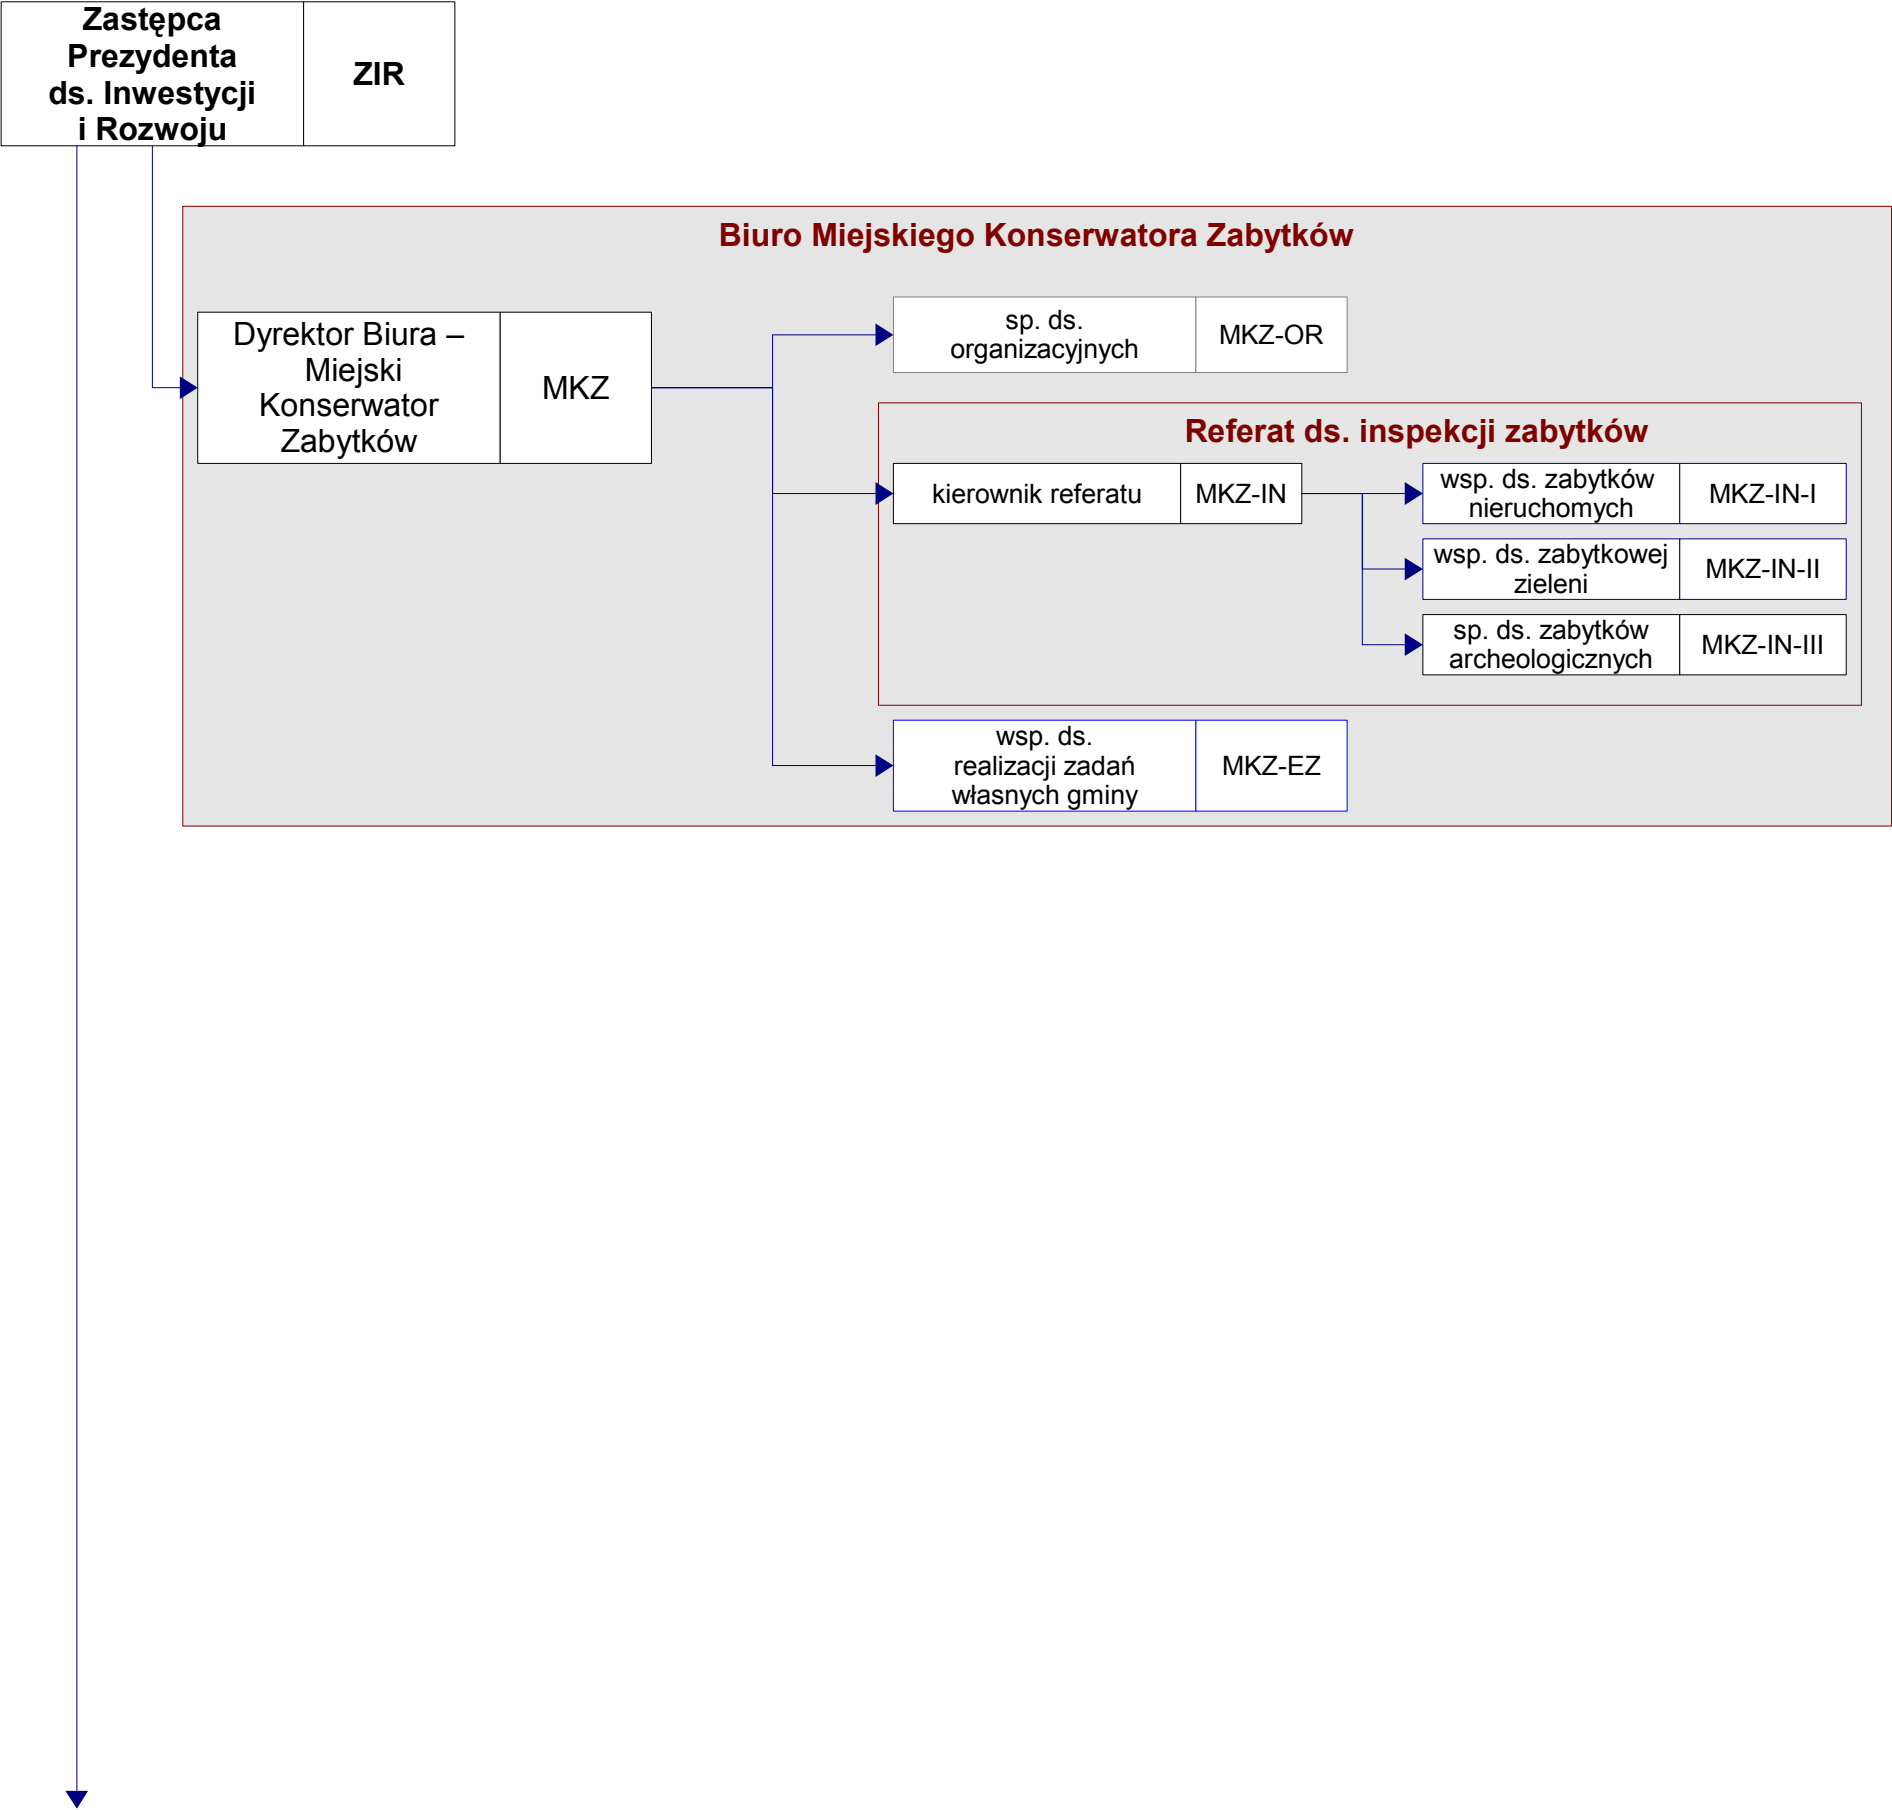 Zastępca
Prezydenta
ds. Inwestycji
i Rozwoju
ZIR
Biuro Miejskiego Konserwatora Zabytków
Dyrektor Biura –
Miejski
Konserwator
Zabytków
MKZ
sp. ds.
organizacyjnych
MKZ-OR
Referat ds. inspekcji zabytków
kierownik referatu
MKZ-IN
wsp. ds. zabytków
nieruchomych
MKZ-IN-I
wsp. ds. zabytkowej
zieleni
MKZ-IN-II
sp. ds. zabytków
archeologicznych
MKZ-IN-III
wsp. ds.
realizacji zadań
własnych gminy
MKZ-EZ